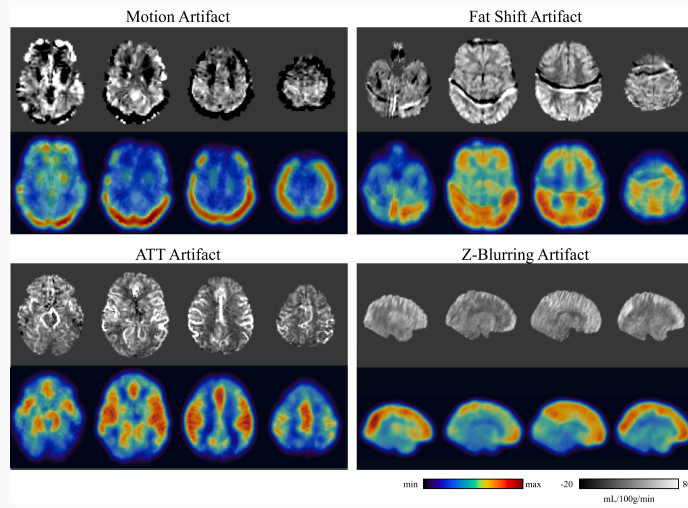 Motion Artifact
Fat Shift Artifact
ATT Artifact
Z-Blurring Artifact
min max -20
mL/100g/min